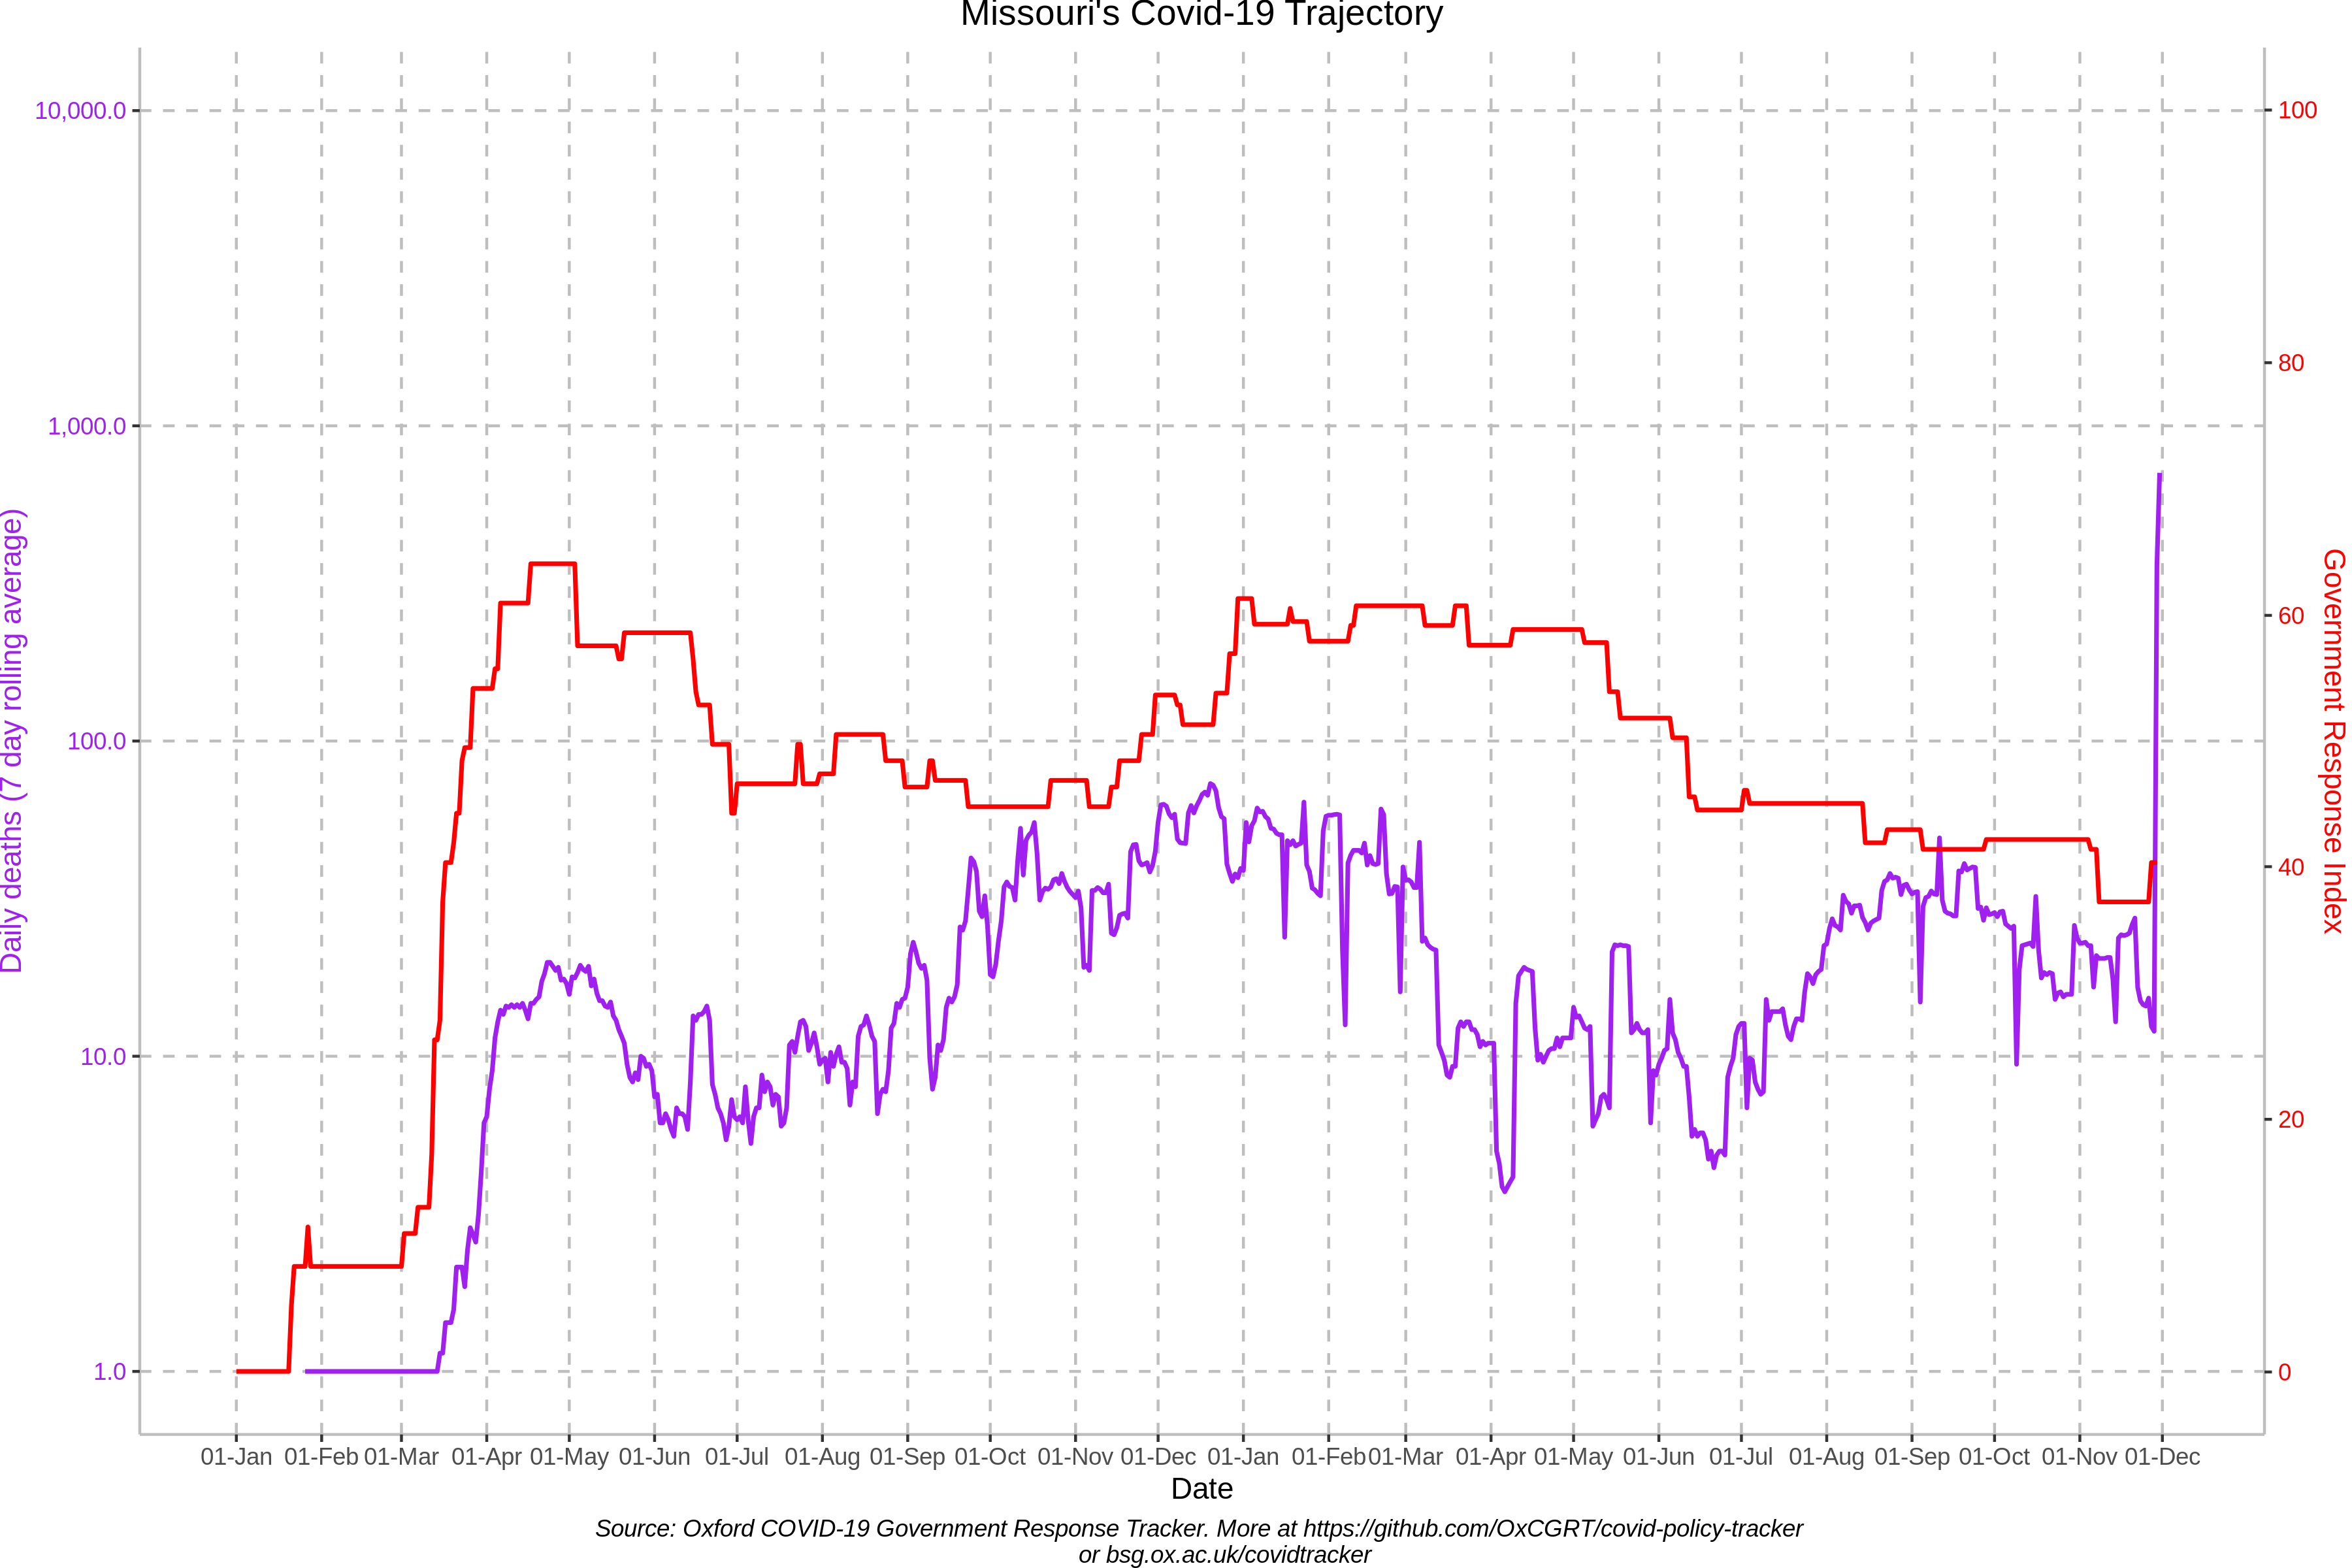 Missouri's Covid-19 Trajectory
10,000.0
1,000.0
100.0
10.0
1.0
Daily deaths (7 day rolling average)
100
80
60
40
20
0
Government Response Index
01-Jan 01-Feb 01-Mar 01-Apr 01-May 01-Jun 01-Jul 01-Aug 01-Sep 01-Oct 01-Nov 01-Dec 01-Jan 01-Feb 01-Mar 01-Apr 01-May 01-Jun 01-Jul 01-Aug 01-Sep 01-Oct 01-Nov 01-Dec
Date
Source: Oxford COVID-19 Government Response Tracker. More at https://github.com/OxCGRT/covid-policy-tracker
or bsg.ox.ac.uk/covidtracker